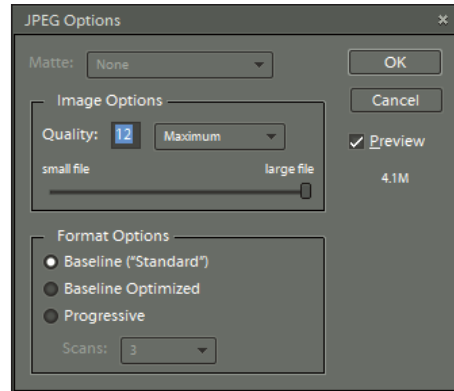 JPEG Options
Matte: None
OK
Image Options
Cancel
Quality: 12 Maximum
Preview
small file large file
4.1M
Format Options
Baseline ("Standard")
Baseline Optimized
Progressive
Scans: 3